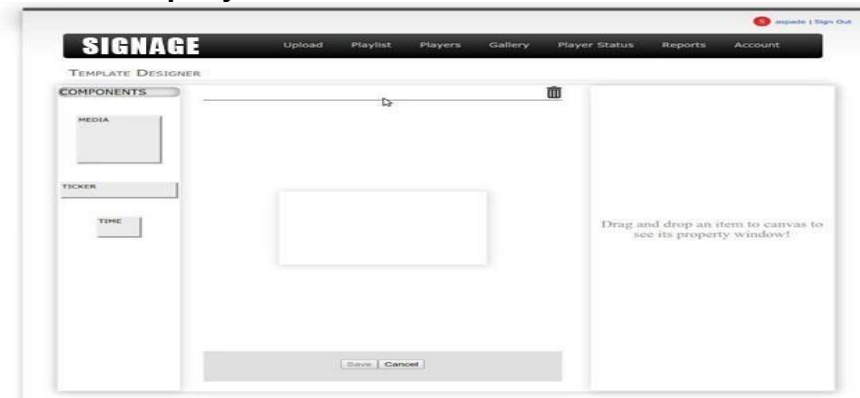 S aspade | Sign Out
SIGNAGE Upload Playlist Players Gallery Player Status Reports Account
TEMPLATE DESIGNER
COMPONENTS
MEDIA
TICKER
TIME
Drag and drop an item to canvas to
see its property window!
Save Cancel